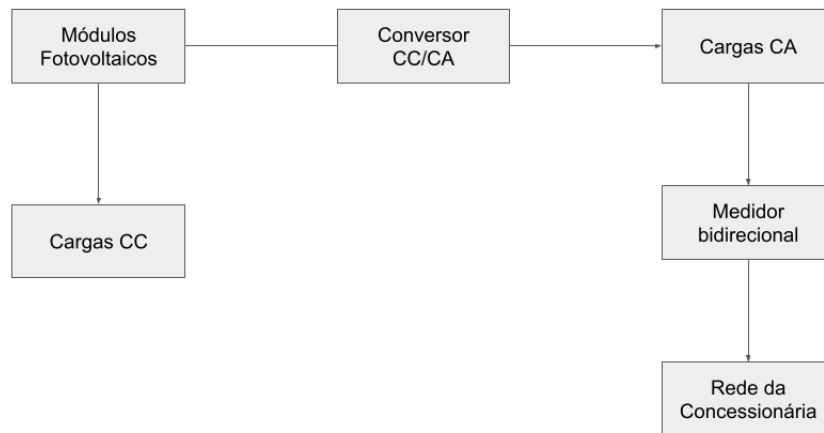 Módulos
Fotovoltaicos
Conversor
CC/CA
Cargas CA
Cargas CC
Medidor
bidirecional
Rede da
Concessionária